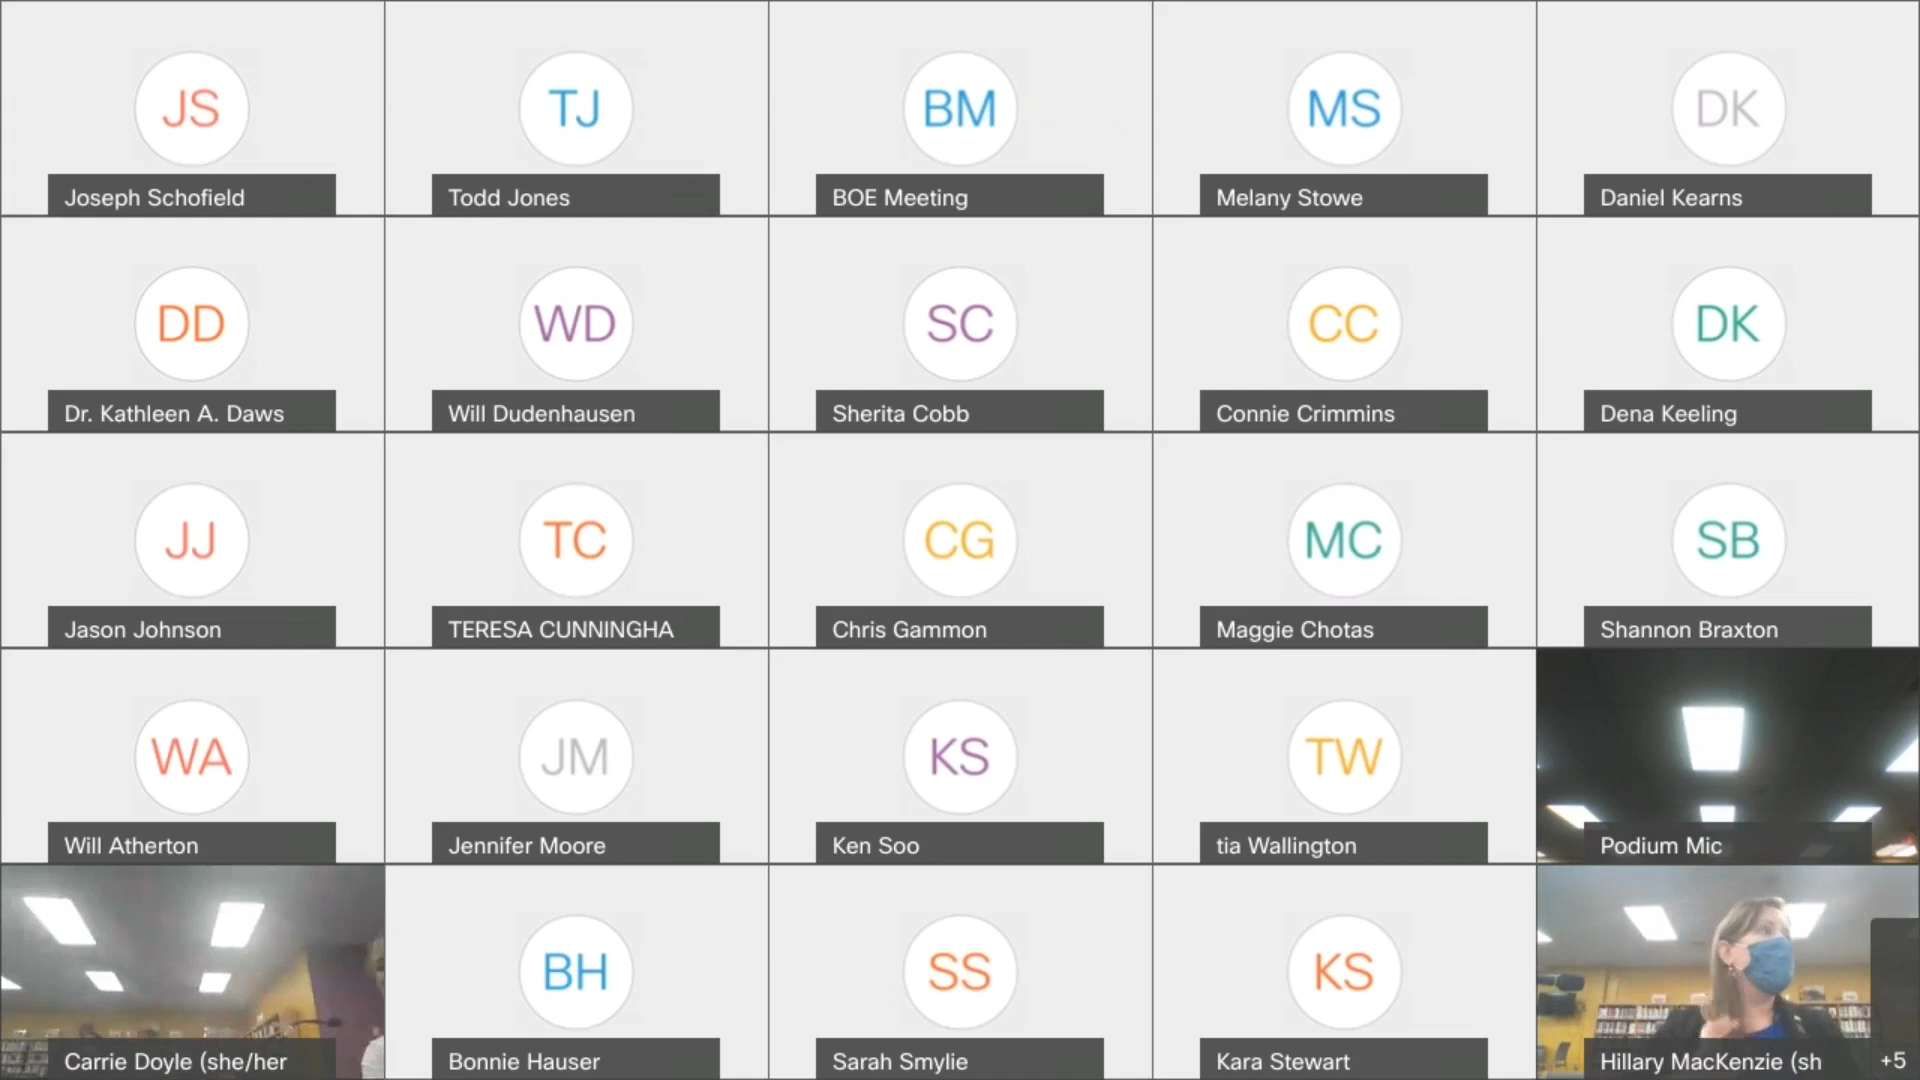 JS
TJ
BM
MS
DK
Joseph Schofield
Todd Jones
BOE Meeting
Melany Stowe
Daniel Kearns
DD
WD
SC
CC
DK
Dr. Kathleen A. Daws
Will Dudenhausen
Sherita Cobb
Connie Crimmins
Dena Keeling
JJ
TC
CG
MC
SB
Jason Johnson
TERESA CUNNINGHA
Chris Gammon
Maggie Chotas
Shannon Braxton
WA
JM
KS
TW
Will Atherton
Jennifer Moore
Ken Soo
tia Wallington
Podium Mic
BH
SS
KS
Carrie Doyle (she/her
Bonnie Hauser
Sarah Smylie
Kara Stewart
Hillary MacKenzie (sh
+5